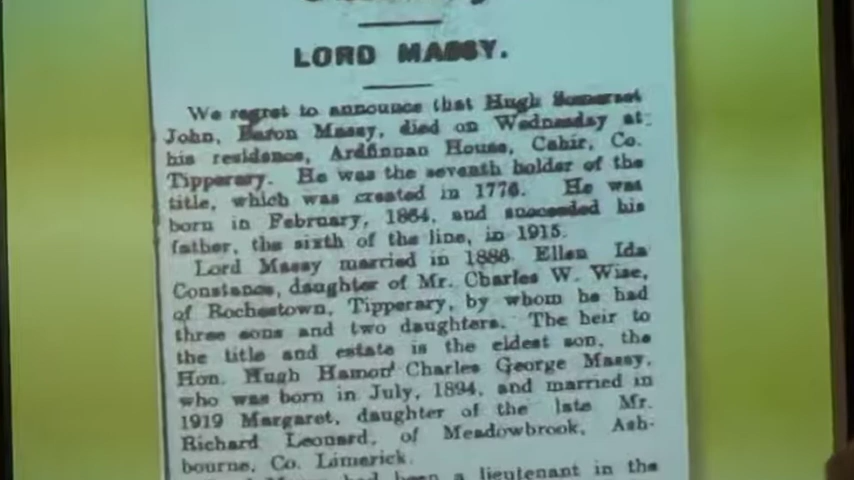 LORD MASSY.
We regret to announce that Hugh Somerset
John, Baron Massy, died on Wednesday at
his residence, Ardfinnan House, Cahir, Co.
Tipperary. He was the seventh holder of the
title, which was created in 1776. He was
born in February, 1864, and succeeded his
father, the sixth of the line, in 1915.
Lord Massy married in 1886 Ellen Ida
Constance, daughter of Mr. Charles W. Wise,
of Rochestown, Tipperary, by whom he had
three sons and two daughters. The heir to
the title and estate is the eldest son, the
Hon. Hugh Hamon Charles George Massy,
who was born in July, 1894, and married in
1919 Margaret, daughter of the late Mr.
Richard Leonard, of Meadowbrook, Ash-
bourne, Co. Limerick.
had been a lieutenant in the